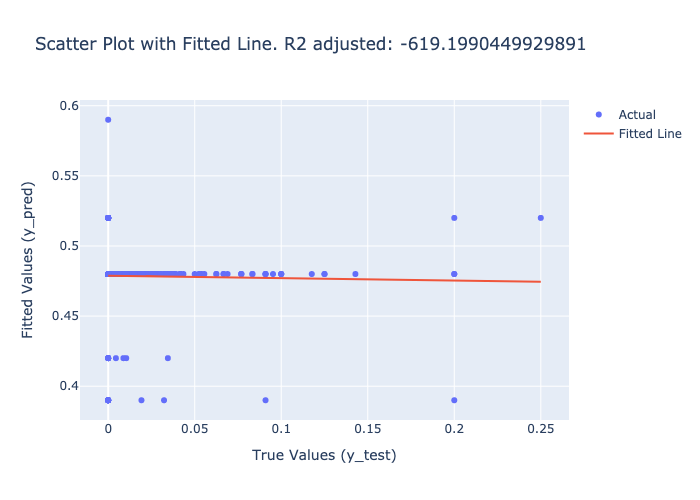 Scatter Plot with Fitted Line. R2 adjusted: -619.1990449929891
0.6
0.55
0.5
0.45
0.4
Fitted Values (y_pred)
0
0.05
0.1
0.15
0.2
0.25
True Values (y_test)
Actual
Fitted Line